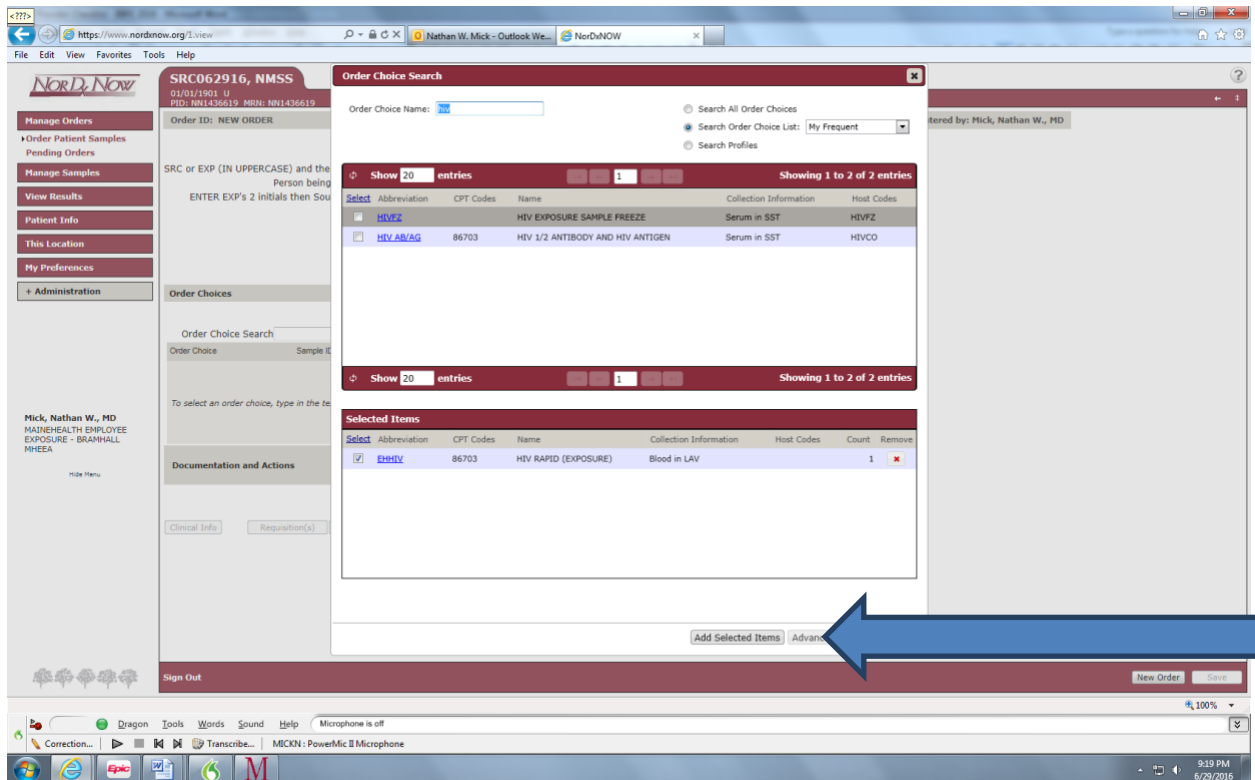 <???>
https://www.nordxnow.org/1.view
Nathan W. Mick - Outlook We...
NorDxNOW
File Edit View Favorites Tools Help
NorDx Now
SRC062916, NMSS
01/01/1901 U
PID: NN1436619 MRN: NN1436619
Manage Orders
Order Patient Samples
Pending Orders
Manage Samples
View Results
Patient Info
This Location
My Preferences
+ Administration
Mick, Nathan W., MD
MAINEHEALTH EMPLOYEE
EXPOSURE - BRAMHALL
MHEEA
Hide Menu
Order ID: NEW ORDER
tered by: Mick, Nathan W., MD
SRC or EXP (IN UPPERCASE) and the
Person being
ENTER EXP's 2 initials then Sou
Order Choices
Order Choice Search
Order Choice Sample ID
To select an order choice, type in the te
Documentation and Actions
Clinical Info Requisition(s)
Order Choice Search
Order Choice Name: hiv
Search All Order Choices
Search Order Choice List: My Frequent
Search Profiles
Show 20 entries 1 Showing 1 to 2 of 2 entries
Select Abbreviation CPT Codes Name Collection Information Host Codes
HIVFZ HIV EXPOSURE SAMPLE FREEZE Serum in SST HIVFZ
HIV AB/AG 86703 HIV 1/2 ANTIBODY AND HIV ANTIGEN Serum in SST HIVCO
Show 20 entries 1 Showing 1 to 2 of 2 entries
Selected Items
Select Abbreviation CPT Codes Name Collection Information Host Codes Count Remove
EHHIV 86703 HIV RAPID (EXPOSURE) Blood in LAV 1
Add Selected Items Advanc
Sign Out
New Order Save
100%
Dragon Tools Words Sound Help Microphone is off
Correction... Transcribe... MICKN : PowerMic II Microphone
Epic
M
9:19 PM
6/29/2016